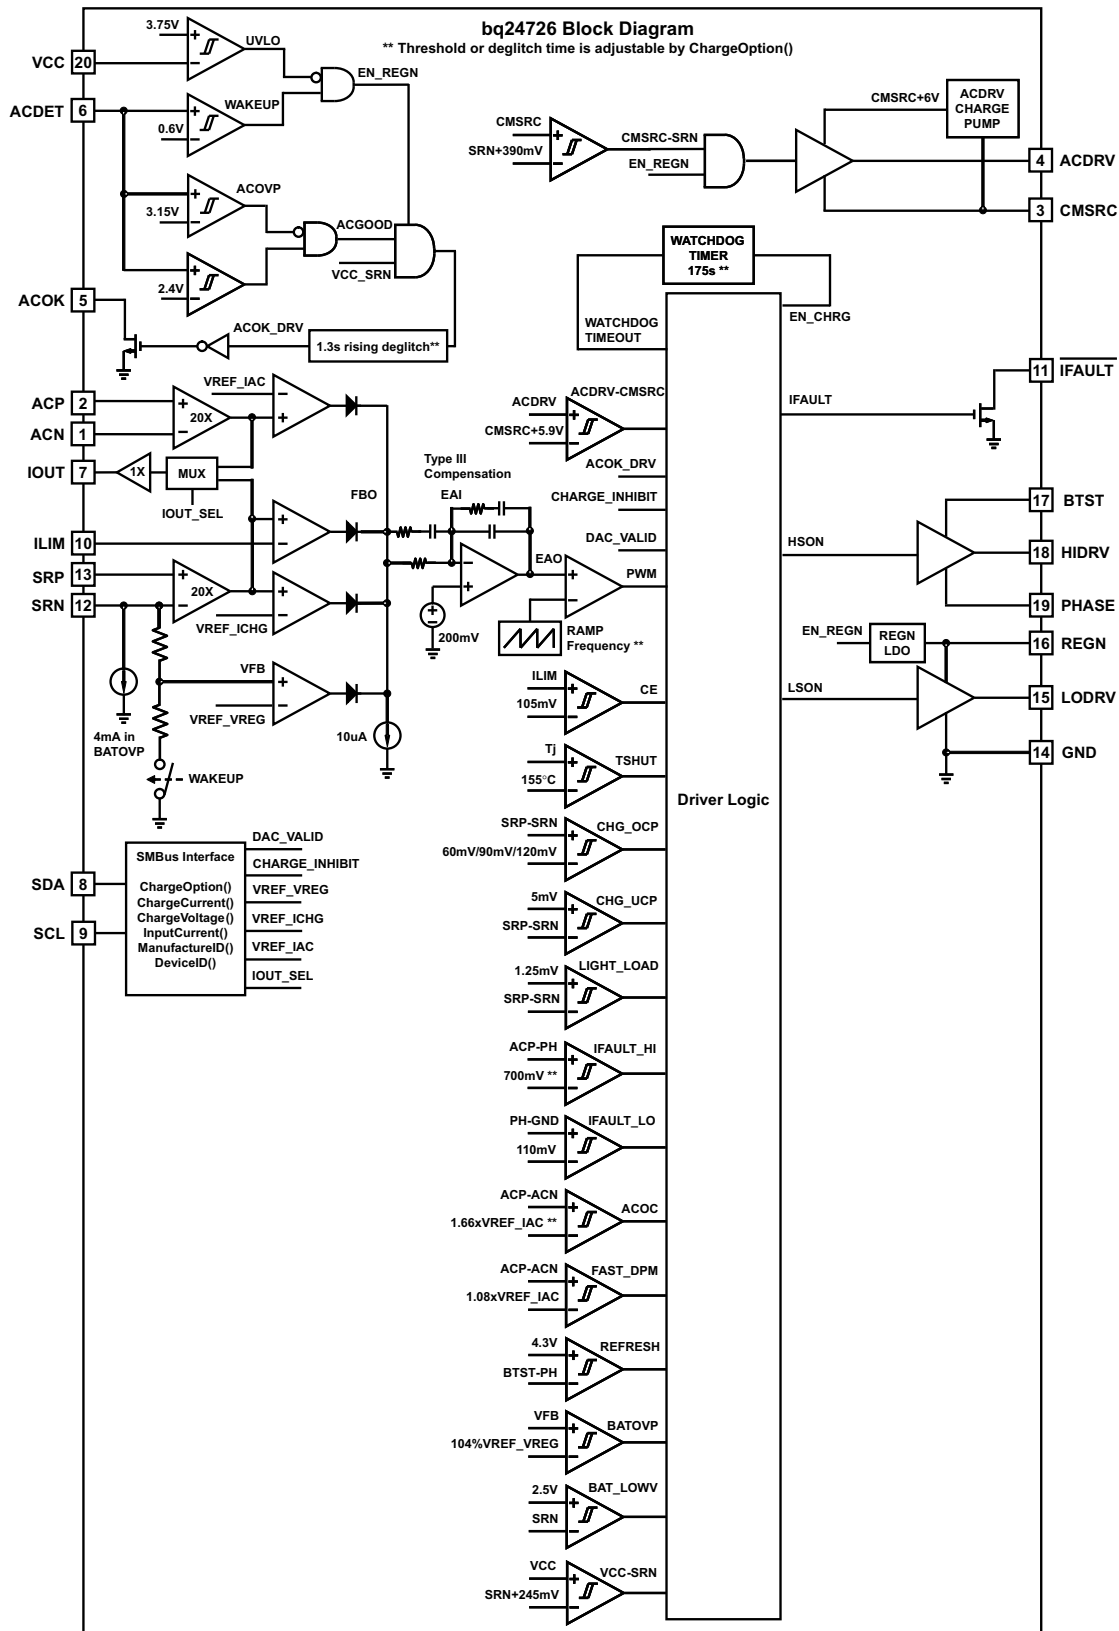 bq24726 Block Diagram
** Threshold or deglitch time is adjustable by ChargeOption()
3.75V
UVLO
VCC 20
EN_REGN
ACDET 6
WAKEUP
0.6V
ACOVP
3.15V
ACGOOD
VCC_SRN
2.4V
ACOK 5
ACOK_DRV
1.3s rising deglitch**
CMSRC
SRN+390mV
CMSRC-SRN
EN_REGN
CMSRC+6V
ACDRV
CHARGE
PUMP
4 ACDRV
3 CMSRC
WATCHDOG
TIMER
175s **
WATCHDOG
TIMEOUT
EN_CHRG
VREF_IAC
ACP 2
20X
ACN 1
IOUT 7
1X
MUX
IOUT_SEL
ILIM 10
SRP 13
20X
SRN 12
VREF_ICHG
VFB
VREF_VREG
4mA in
BATOVP
WAKEUP
10uA
FBO
Type III
Compensation
EAI
EAO
200mV
RAMP
Frequency **
PWM
ACDRV-CMSRC
ACDRV
CMSRC+5.9V
ACOK_DRV
CHARGE_INHIBIT
DAC_VALID
IFAULT
11 IFAULT
17 BTST
HSON
18 HIDRV
19 PHASE
EN_REGN
REGN
LDO
16 REGN
LSON
15 LODRV
14 GND
Driver Logic
ILIM
CE
105mV
Tj
TSHUT
155°C
SRP-SRN
CHG_OCP
60mV/90mV/120mV
5mV
CHG_UCP
SRP-SRN
1.25mV
LIGHT_LOAD
SRP-SRN
ACP-PH
IFAULT_HI
700mV **
PH-GND
IFAULT_LO
110mV
ACP-ACN
ACOC
1.66xVREF_IAC **
ACP-ACN
FAST_DPM
1.08xVREF_IAC
4.3V
REFRESH
BTST-PH
VFB
BATOVP
104%VREF_VREG
2.5V
BAT_LOWV
SRN
VCC
VCC-SRN
SRN+245mV
SDA 8
SCL 9
SMBus Interface
ChargeOption()
ChargeCurrent()
ChargeVoltage()
InputCurrent()
ManufactureID()
DeviceID()
DAC_VALID
CHARGE_INHIBIT
VREF_VREG
VREF_ICHG
VREF_IAC
IOUT_SEL